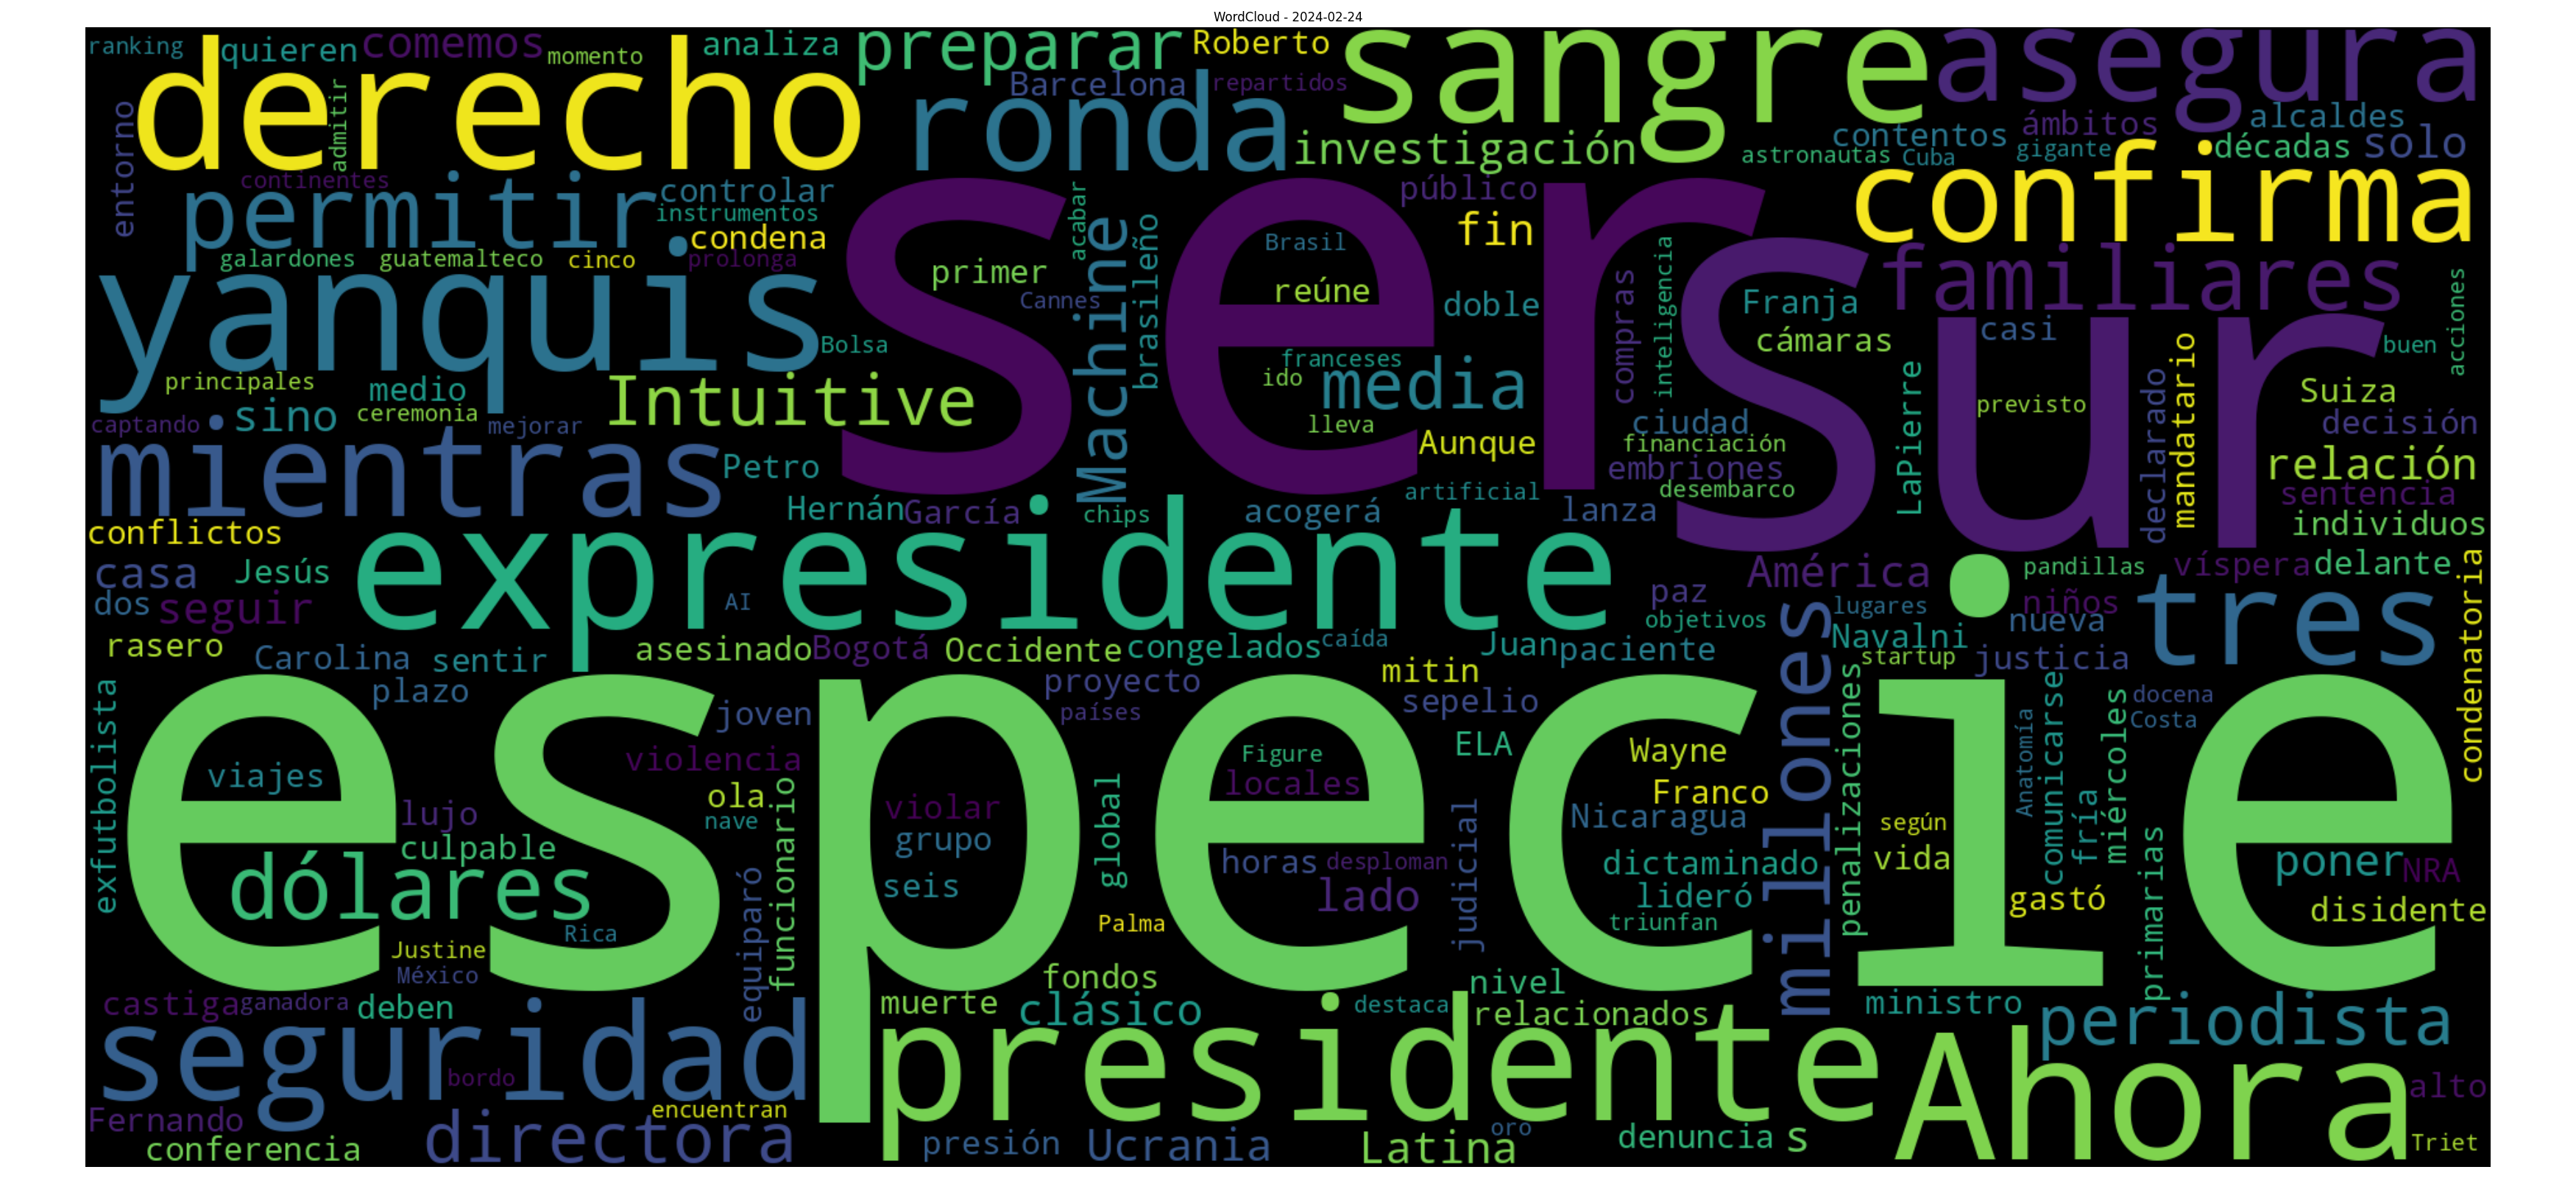 WordCloud - 2024-02-24
ranking
quieren
comemos
momento
analiza
preparar
Roberto
sangre
asegura
derecho
admitir
entorno
ronda
Barcelona
repartidos
investigación
contentos
ámbitos
alcaldes
astronautas
Cuba
gigante
décadas
solo
continentes
permitir
controlar
instrumentos
condena
galardones
guatemalteco
cinco
prolonga
acabar
público
fin
confirma
ser
sur
yanquis
primer
Cannes
Machine
brasileño
Brasil
reúne
doble
compras
inteligencia
Franja
familiares
cámaras
casi
acciones
buen
Bolsa
principales
medio
ceremonia
mejorar
captando
sino
Intuitive
franceses
ido
media
lleva
Aunque
ciudad
financiación
embriones
desembarco
LaPierre
previsto
declarado
mandatario
Suiza
decisión
relación
sentencia
individuos
mientras
Petro
Hernán
García
chips
acogerá
artificial
lanza
conflictos
casa
Jesús
dos
seguir
rasero
expresidente
AI
paz
América
objetivos
pandillas
víspera
delante
niños
lugares
nueva
tres
condenatoria
Carolina
sentir
asesinado
Bogotá
Occidente
congelados
caída
Juan
paciente
Navalni
startup
justicia
millones
plazo
joven
proyecto
países
mitin
sepelio
penalizaciones
docena
Costa
exfutbolista
especie
viajes
violencia
ELA
Wayne
Franco
Figure
locales
Anatomía
comunicarse
miércoles
fría
lujo
ola
nave
funcionario
violar
grupo
global
Nicaragua
según
vida
culpable
dólares
seis
horas
desploman
lado
judicial
dictaminado
lideró
triunfan
gastó
primarias
poner
NRA
disidente
Rica
Palma
Justine
México
equiparó
castiga
ganadora
deben
fondos
muerte
clásico
destaca
nivel
relacionados
ministro
periodista
seguridad
bordo
presidente
Ahora
alto
Fernando
conferencia
directora
encuentran
presión
Ucrania
Latina
oro
denuncia
s
Triet